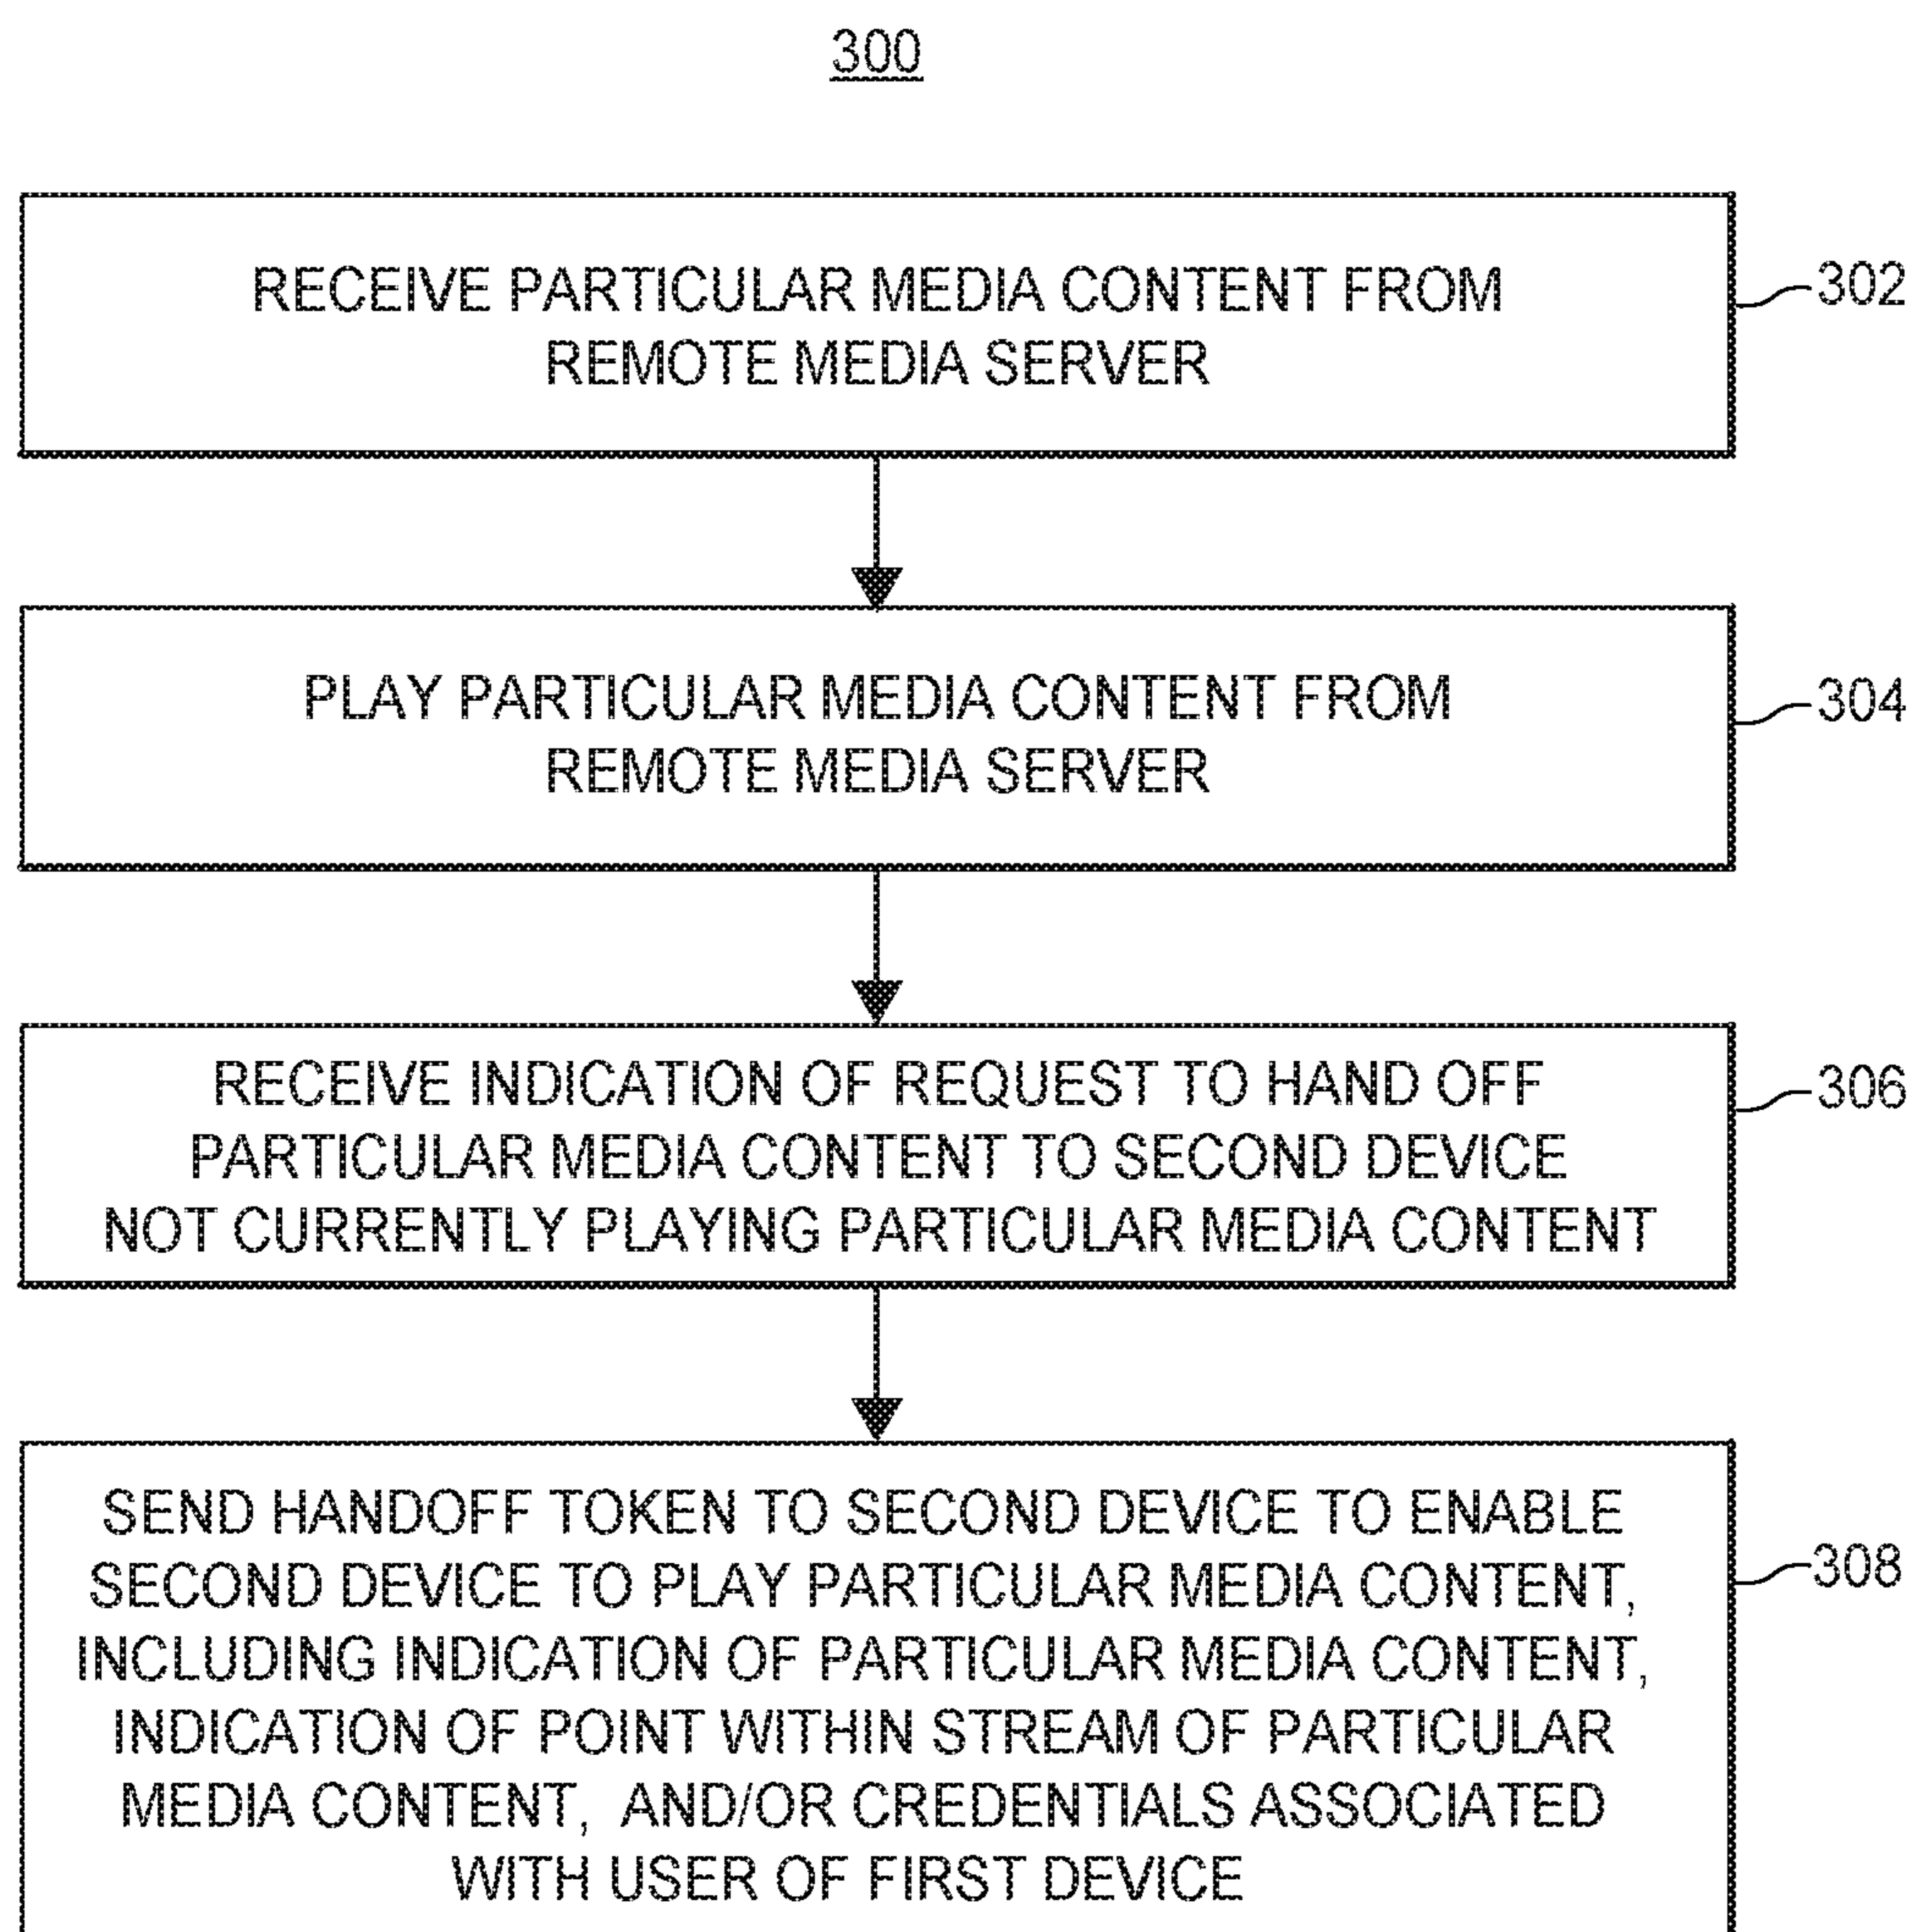 300
RECEIVE PARTICULAR MEDIA CONTENT FROM
REMOTE MEDIA SERVER
302
PLAY PARTICULAR MEDIA CONTENT FROM
REMOTE MEDIA SERVER
304
RECEIVE INDICATION OF REQUEST TO HAND OFF
PARTICULAR MEDIA CONTENT TO SECOND DEVICE
NOT CURRENTLY PLAYING PARTICULAR MEDIA CONTENT
306
SEND HANDOFF TOKEN TO SECOND DEVICE TO ENABLE
SECOND DEVICE TO PLAY PARTICULAR MEDIA CONTENT,
INCLUDING INDICATION OF PARTICULAR MEDIA CONTENT,
INDICATION OF POINT WITHIN STREAM OF PARTICULAR
MEDIA CONTENT, AND/OR CREDENTIALS ASSOCIATED
WITH USER OF FIRST DEVICE
308